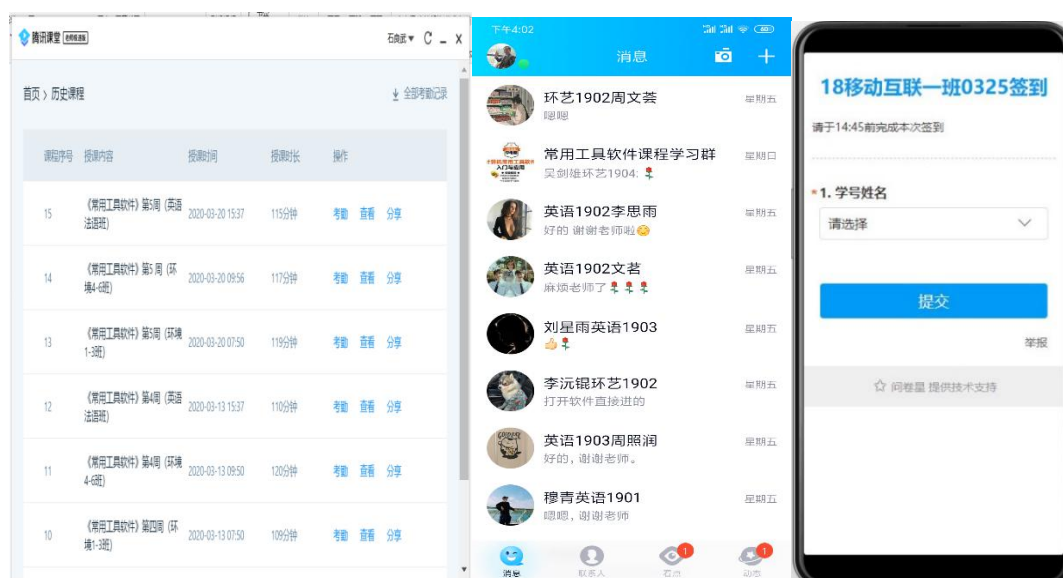 腾讯课堂 老师极速版
石良武▼
首页 > 历史课程
全部考勤记录
课程序号 授课内容 授课时间 授课时长 操作
15 《常用工具软件》第5周 (英语法语班) 2020-03-20 15:37 115分钟 考勤 查看 分享
14 《常用工具软件》第5 周 (环境4-6班) 2020-03-20 09:56 117分钟 考勤 查看 分享
13 《常用工具软件》第5周 (环境1-3班) 2020-03-20 07:50 119分钟 考勤 查看 分享
12 《常用工具软件》第4周 (英语法语班) 2020-03-13 15:37 110分钟 考勤 查看 分享
11 《常用工具软件》第4周 (环境4-6班) 2020-03-13 09:50 120分钟 考勤 查看 分享
10 《常用工具软件》第四周 (环境1-3班) 2020-03-13 07:50 109分钟 考勤 查看 分享
下午4:02
消息
环艺1902周文荟 星期五
嗯嗯
常用工具软件课程学习群 星期日
吴剑雄环艺1904: 🌹
英语1902李思雨 星期五
好的 谢谢老师啦😊
英语1902文茗 星期五
麻烦老师了🌹🌹🌹
刘星雨英语1903 星期五
👍🌹
李沅锟环艺1902 星期五
打开软件直接进的
英语1903周照润 星期五
好的, 谢谢老师。
穆青英语1901 星期五
嗯嗯, 谢谢老师
消息 联系人 看点 动态
1 1
18移动互联一班0325签到
请于14:45前完成本次签到
*1. 学号姓名
请选择
提交
举报
☆ 问卷星 提供技术支持